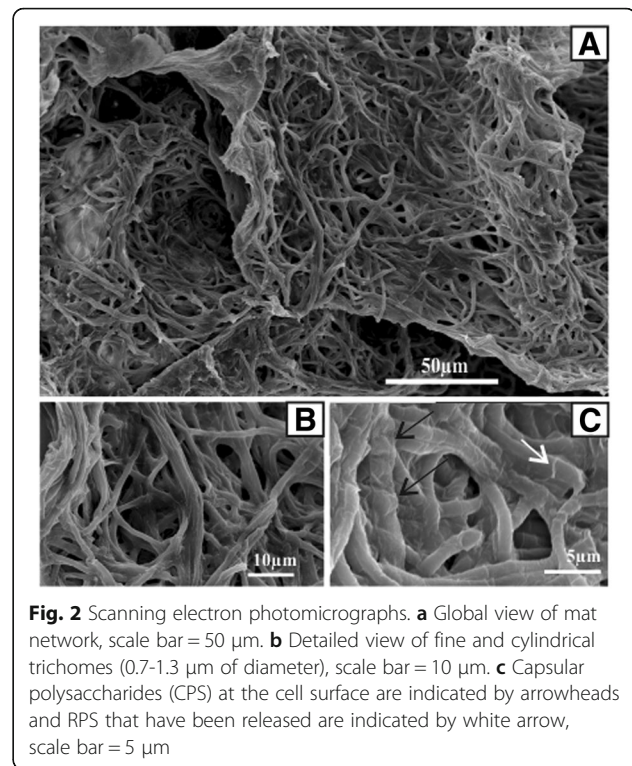 A
50µm
B
10µm
C
5µm
Fig. 2 Scanning electron photomicrographs. a Global view of mat
network, scale bar = 50 µm. b Detailed view of fine and cylindrical
trichomes (0.7-1.3 µm of diameter), scale bar = 10 µm. c Capsular
polysaccharides (CPS) at the cell surface are indicated by arrowheads
and RPS that have been released are indicated by white arrow,
scale bar = 5 µm